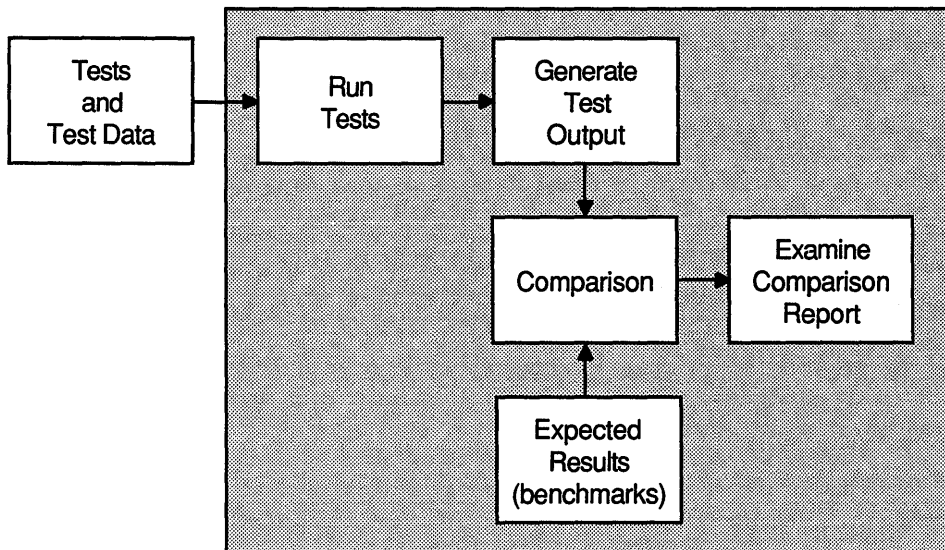 Tests
and
Test Data
Run
Tests
Generate
Test
Output
Comparison
Examine
Comparison
Report
Expected
Results
(benchmarks)